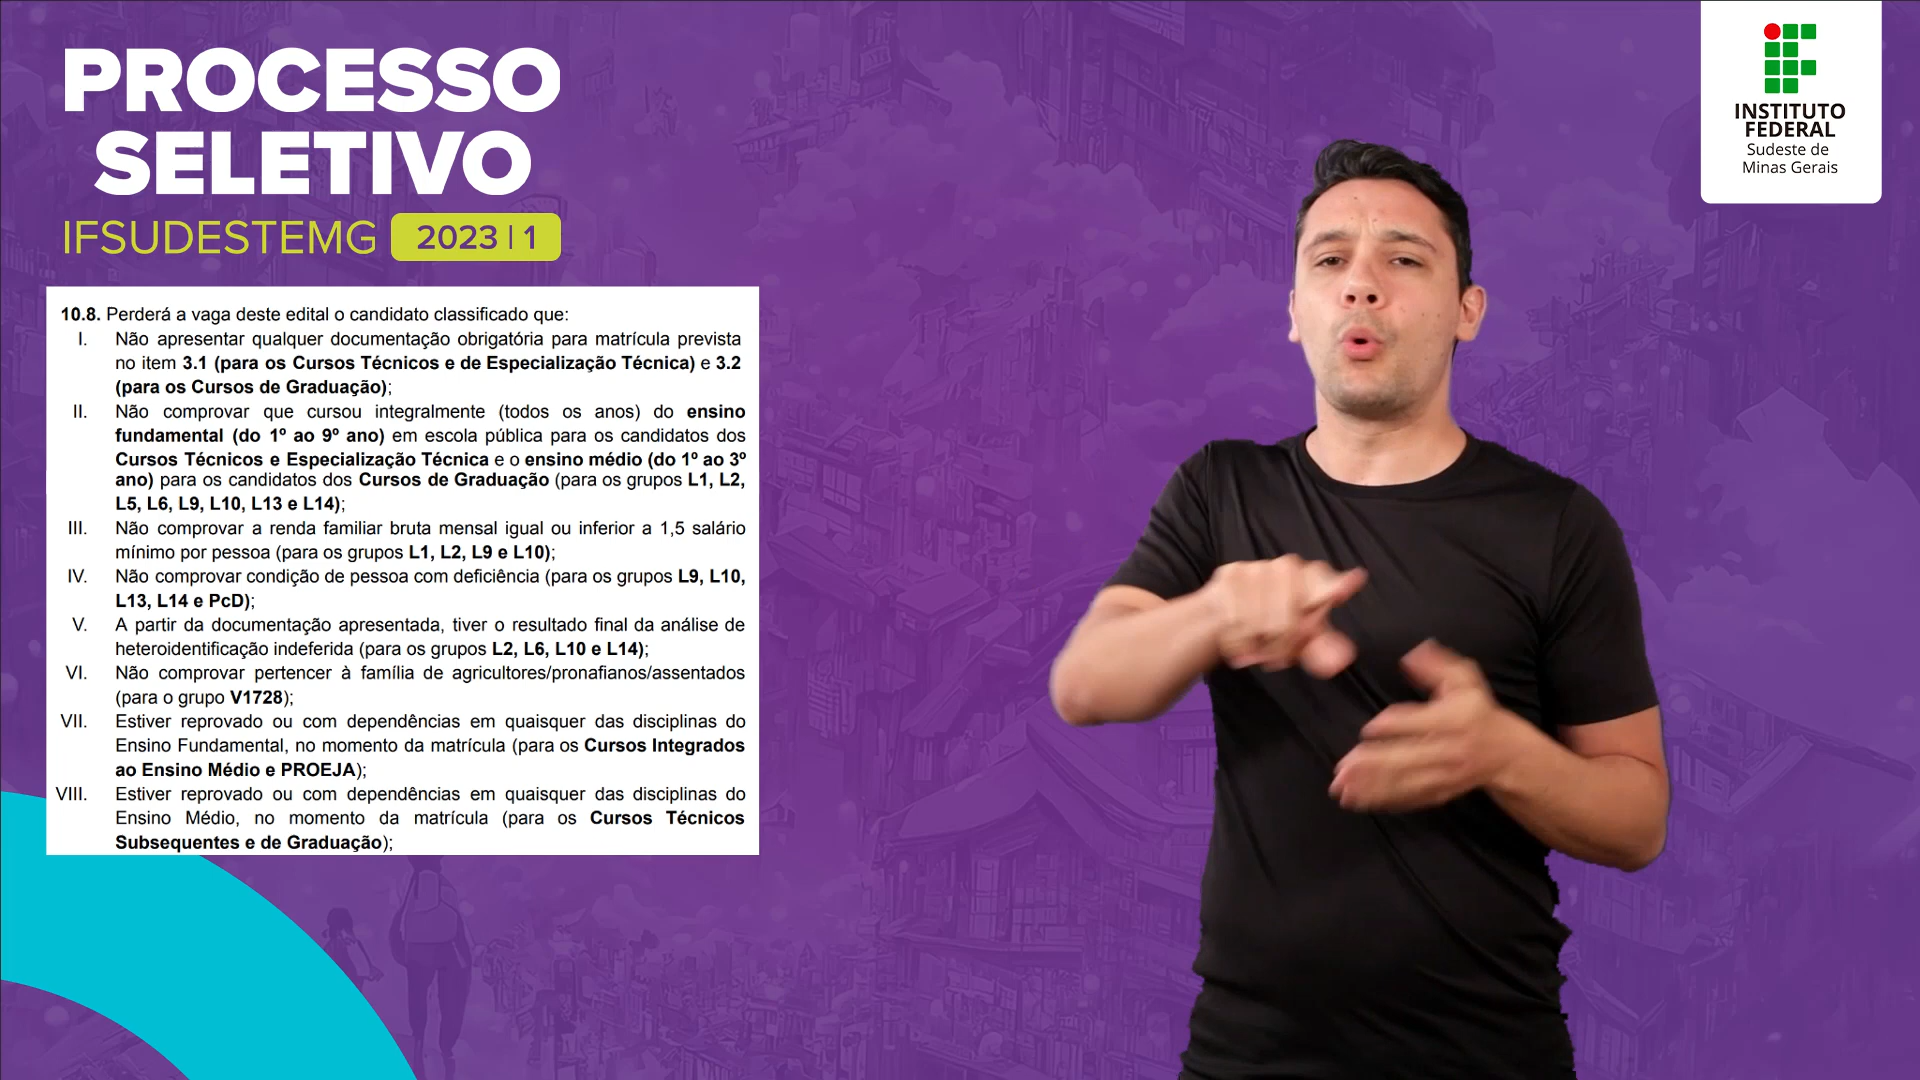 PROCESSO
SELETIVO
IFSUDESTEMG 2023 | 1
INSTITUTO
FEDERAL
Sudeste de
Minas Gerais
10.8. Perderá a vaga deste edital o candidato classificado que:
I. Não apresentar qualquer documentação obrigatória para matrícula prevista
no item 3.1 (para os Cursos Técnicos e de Especialização Técnica) e 3.2
(para os Cursos de Graduação);
II. Não comprovar que cursou integralmente (todos os anos) do ensino
fundamental (do 1º ao 9º ano) em escola pública para os candidatos dos
Cursos Técnicos e Especialização Técnica e o ensino médio (do 1º ao 3º
ano) para os candidatos dos Cursos de Graduação (para os grupos L1, L2,
L5, L6, L9, L10, L13 e L14);
III. Não comprovar a renda familiar bruta mensal igual ou inferior a 1,5 salário
mínimo por pessoa (para os grupos L1, L2, L9 e L10);
IV. Não comprovar condição de pessoa com deficiência (para os grupos L9, L10,
L13, L14 e PcD);
V. A partir da documentação apresentada, tiver o resultado final da análise de
heteroidentificação indeferida (para os grupos L2, L6, L10 e L14);
VI. Não comprovar pertencer à família de agricultores/pronafianos/assentados
(para o grupo V1728);
VII. Estiver reprovado ou com dependências em quaisquer das disciplinas do
Ensino Fundamental, no momento da matrícula (para os Cursos Integrados
ao Ensino Médio e PROEJA);
VIII. Estiver reprovado ou com dependências em quaisquer das disciplinas do
Ensino Médio, no momento da matrícula (para os Cursos Técnicos
Subsequentes e de Graduação);